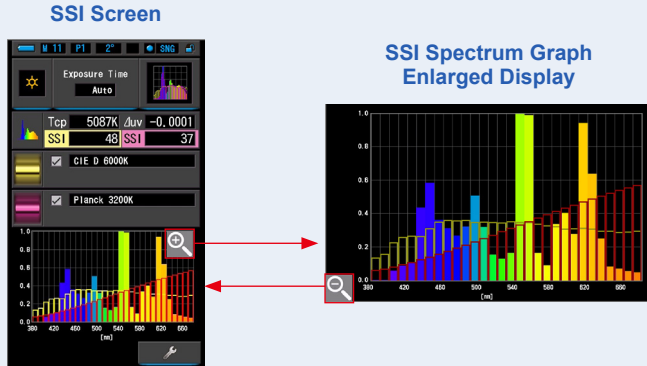 SSI Screen
M 11 P1 2° SNG
Exposure Time
Auto
Tcp 5087K ⊿uv -0.0001
SSI 48 SSI 37
CIE D 6000K
Planck 3200K
1.0
0.8
0.6
0.4
0.2
0.0
380 420 460 500 540 580 620 660
[nm]
SSI Spectrum Graph
Enlarged Display
1.0
0.8
0.6
0.4
0.2
0.0
380 420 460 500 540 580 620 660
[nm]